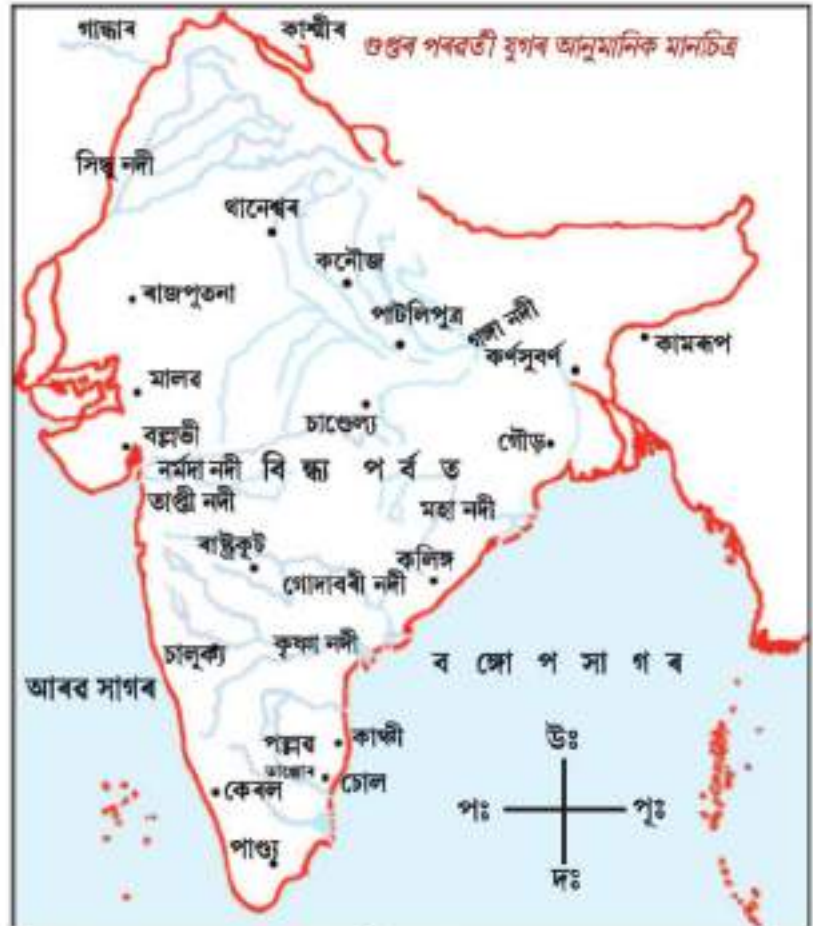 গান্ধাৰ
কাশ্মীৰ
গুপ্তৰ পৰৱৰ্তী যুগৰ আনুমানিক মানচিত্ৰ
সিন্ধু নদী
থানেশ্বৰ
কনৌজ
ৰাজপুতনা
পাটলিপুত্ৰ
গঙ্গা নদী
কৰ্ণসুবৰ্ণ
কামৰূপ
মালৱ
চাণ্ডেল্য
বল্লভী
গৌড়
নৰ্মদা নদী
বিন্ধ্য পৰ্বত
তাপ্তী নদী
মহা নদী
ৰাষ্ট্ৰকূট
কলিঙ্গ
গোদাবৰী নদী
চালুক্য
কৃষ্ণা নদী
বঙ্গোপসাগৰ
আৰৱ সাগৰ
পল্লৱ
কাঞ্চী
উঃ
তাঞ্জোৰ
চোল
কেৰল
পঃ
পূঃ
পাণ্ড্য
দঃ